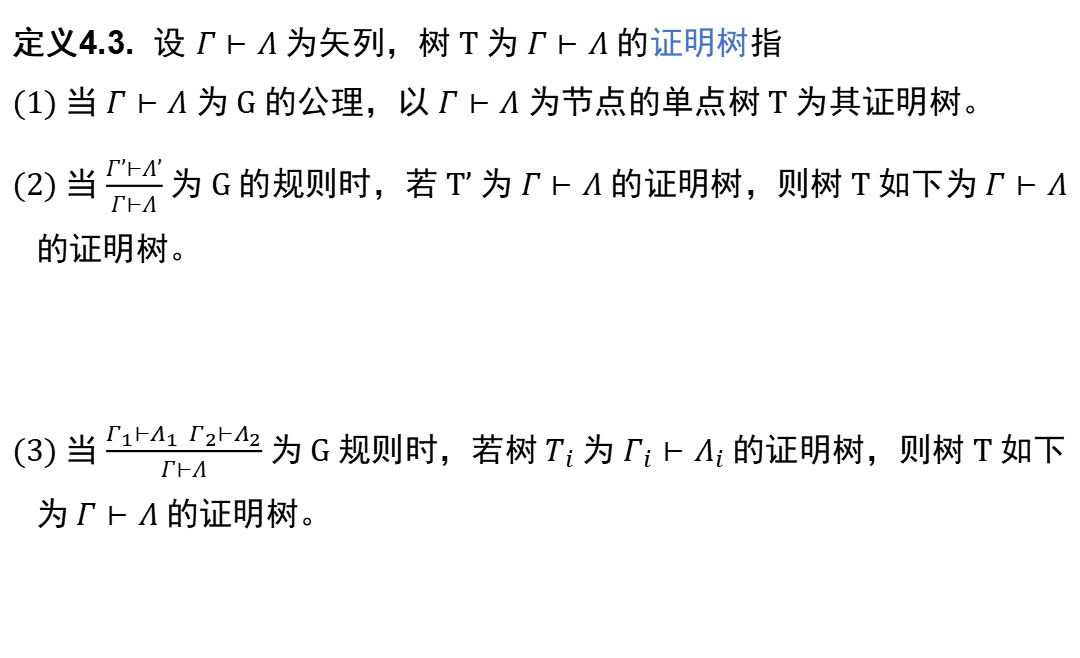 定义4.3. 设 Γ ⊢ Λ 为矢列，树 T 为 Γ ⊢ Λ 的证明树指
(1) 当 Γ ⊢ Λ 为 G 的公理，以 Γ ⊢ Λ 为节点的单点树 T 为其证明树。
(2) 当 \frac{Γ'⊢Λ'}{Γ⊢Λ} 为 G 的规则时，若 T’ 为 Γ ⊢ Λ 的证明树，则树 T 如下为 Γ ⊢ Λ
的证明树。
(3) 当 \frac{Γ₁⊢Λ₁ Γ₂⊢Λ₂}{Γ⊢Λ} 为 G 规则时，若树 Tᵢ 为 Γᵢ ⊢ Λᵢ 的证明树，则树 T 如下
为 Γ ⊢ Λ 的证明树。